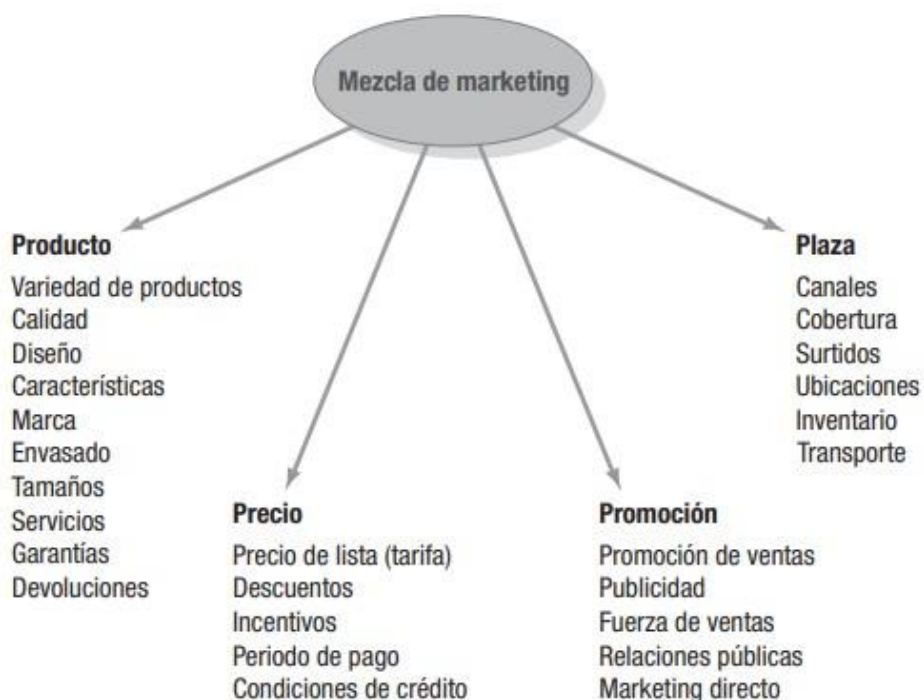 Mezcla de marketing
Producto
Variedad de productos
Calidad
Diseño
Características
Marca
Envasado
Tamaños
Servicios
Garantías
Devoluciones
Precio
Precio de lista (tarifa)
Descuentos
Incentivos
Periodo de pago
Condiciones de crédito
Promoción
Promoción de ventas
Publicidad
Fuerza de ventas
Relaciones públicas
Marketing directo
Plaza
Canales
Cobertura
Surtidos
Ubicaciones
Inventario
Transporte